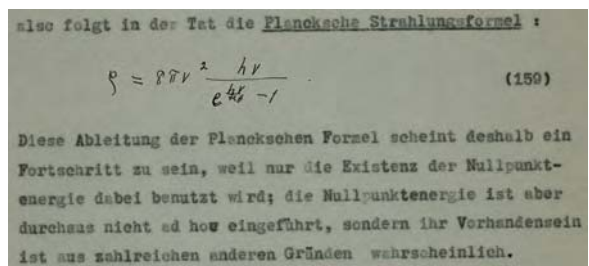 also folgt in der Tat die Plancksche Strahlungsformel :
ρ = 8πν² hν / (e^{hν/kT} - 1) . (159)
Diese Ableitung der Planckschen Formel scheint deshalb ein
Fortschritt zu sein, weil nur die Existenz der Nullpunkt-
energie dabei benutzt wird; die Nullpunktenergie ist aber
durchaus nicht ad how eingeführt, sondern ihr Vorhandensein
ist aus zahlreichen anderen Gründen wahrscheinlich.